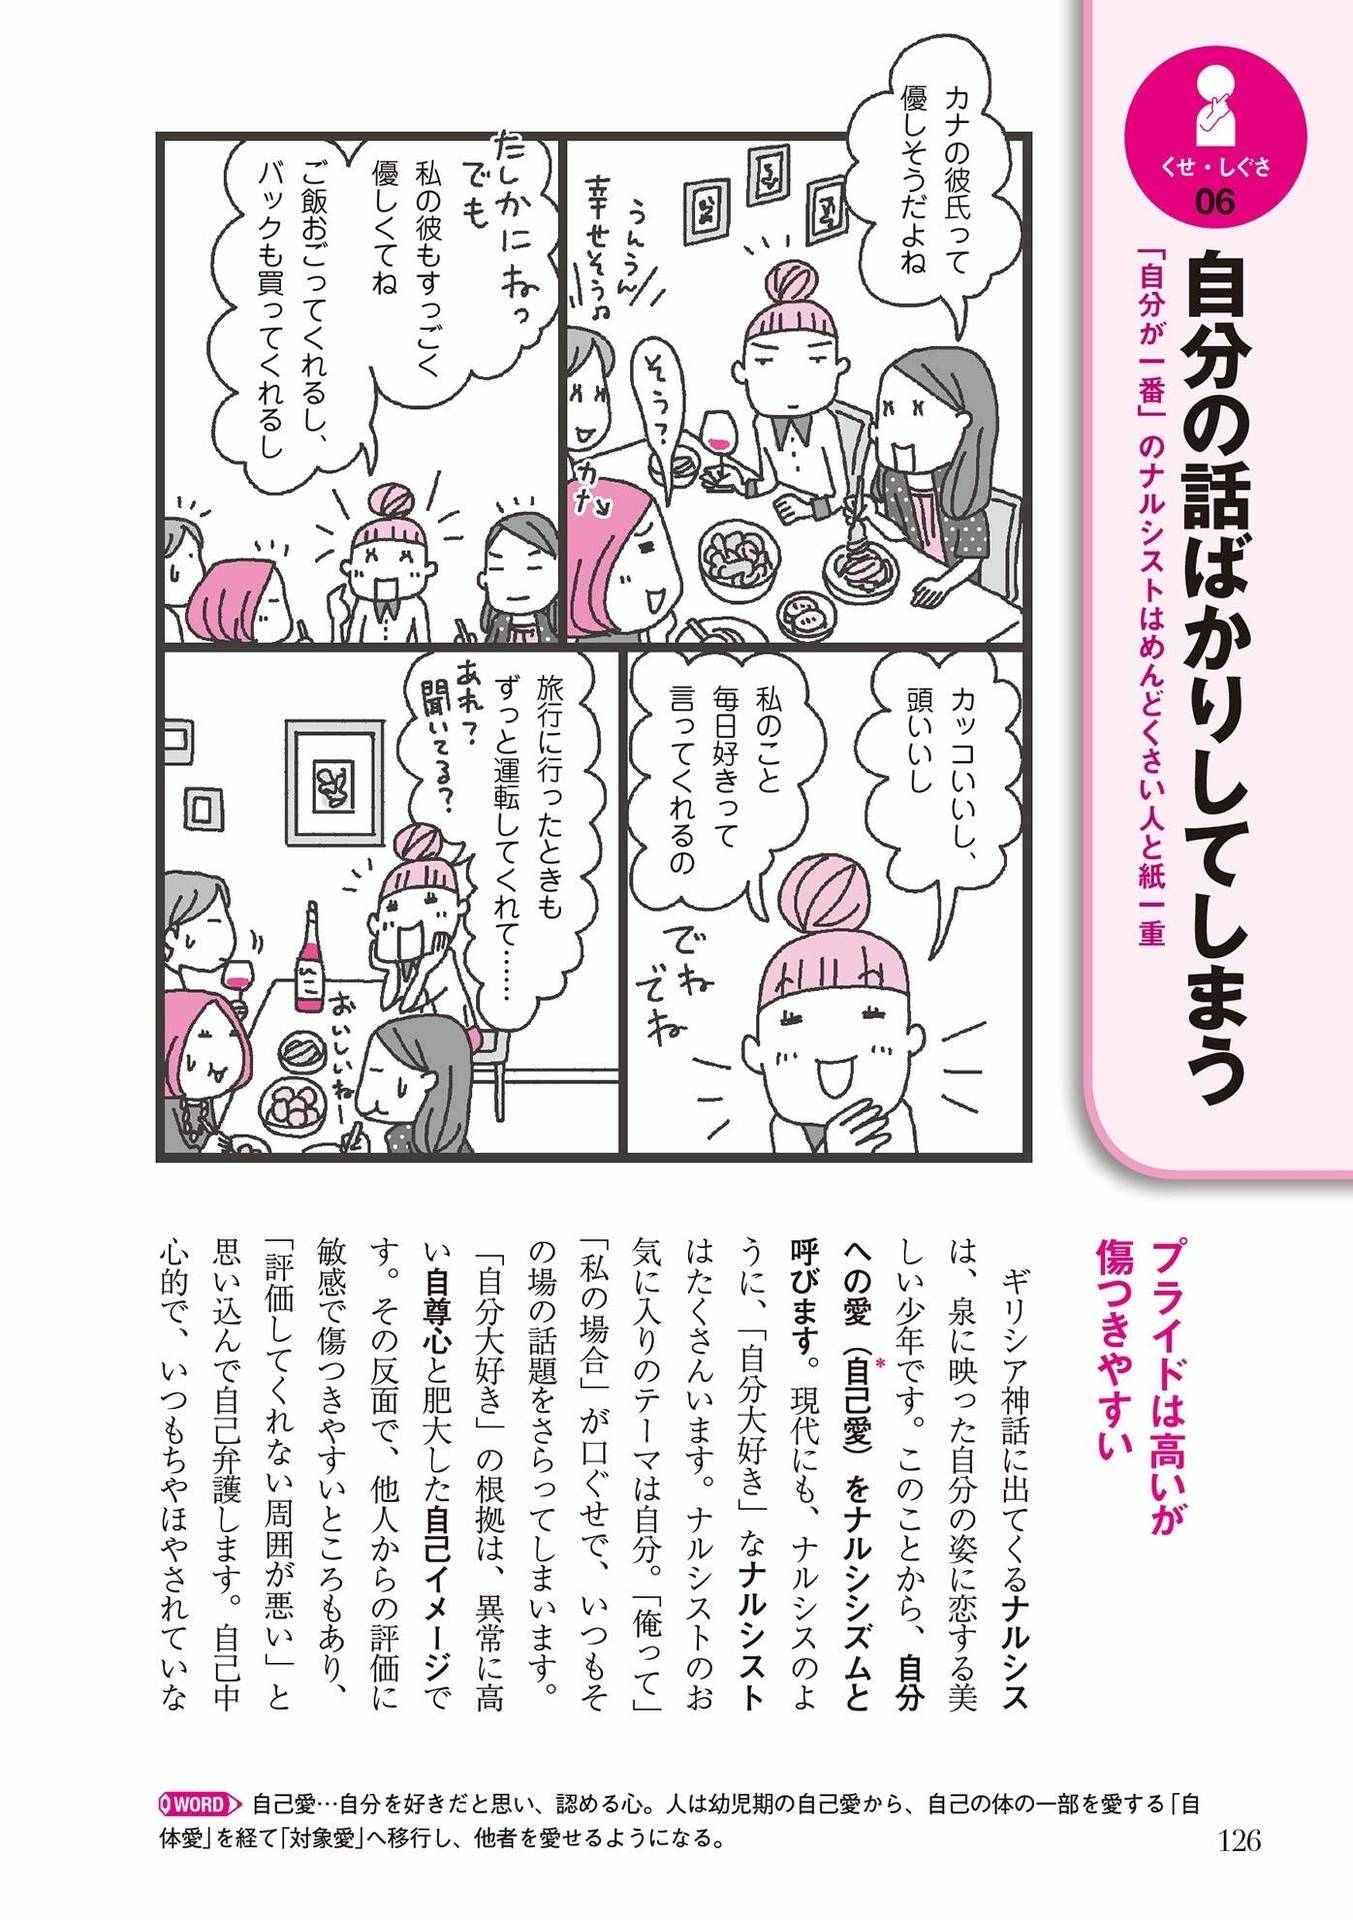 くせ・しぐさ
06
自分の話ばかりしてしまう
「自分が一番」のナルシストはめんどくさい人と紙一重
カナの彼氏って
優しそうだよね
うんうん
幸せそう♫
そう?
カナ
たしかにねっ
でも
私の彼もすっごく
優しくてね
ご飯おごってくれるし、
バックも買ってくれるし
カッコいいし、
頭いいし
私のこと
毎日好きって
言ってくれるの
でね
でね
旅行に行ったときも
ずっと運転してくれて……
あれ?
聞いてる?
おいしいねー
プライドは高いが
傷つきやすい
ギリシア神話に出てくるナルシス
は、泉に映った自分の姿に恋する美
しい少年です。このことから、自分
への愛（自己愛*）をナルシシズムと
呼びます。現代にも、ナルシスのよ
うに、「自分大好き」なナルシスト
はたくさんいます。ナルシストのお
気に入りのテーマは自分。「俺って」
「私の場合」が口ぐせで、いつもそ
の場の話題をさらってしまいます。
「自分大好き」の根拠は、異常に高
い自尊心と肥大した自己イメージで
す。その反面で、他人からの評価に
敏感で傷つきやすいところもあり、
「評価してくれない周囲が悪い」と
思い込んで自己弁護します。自己中
心的で、いつもちやほやされていな
WORD 自己愛…自分を好きだと思い、認める心。人は幼児期の自己愛から、自己の体の一部を愛する「自
体愛」を経て「対象愛」へ移行し、他者を愛せるようになる。
126